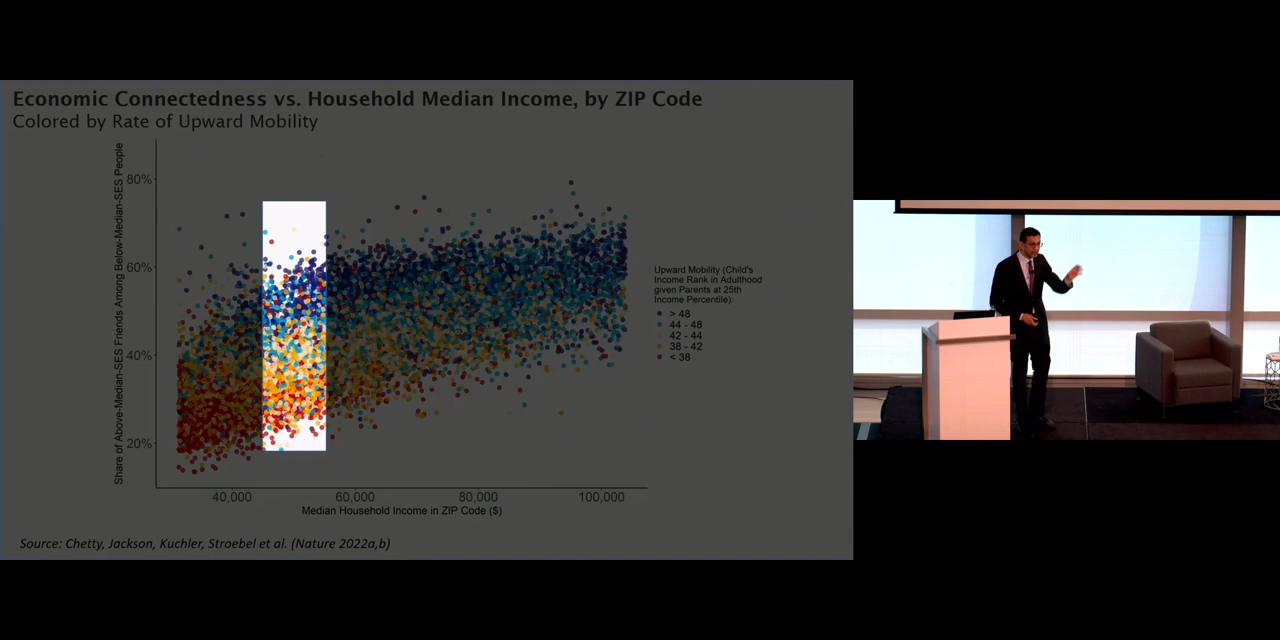 Economic Connectedness vs. Household Median Income, by ZIP Code
Colored by Rate of Upward Mobility
Share of Above-Median-SES Friends Among Below-Median-SES People
80%
60%
40%
20%
40,000
60,000
80,000
100,000
Median Household Income in ZIP Code ($)
Upward Mobility (Child's
Income Rank in Adulthood
given Parents at 25th
Income Percentile):
> 48
44 - 48
42 - 44
38 - 42
< 38
Source: Chetty, Jackson, Kuchler, Stroebel et al. (Nature 2022a,b)